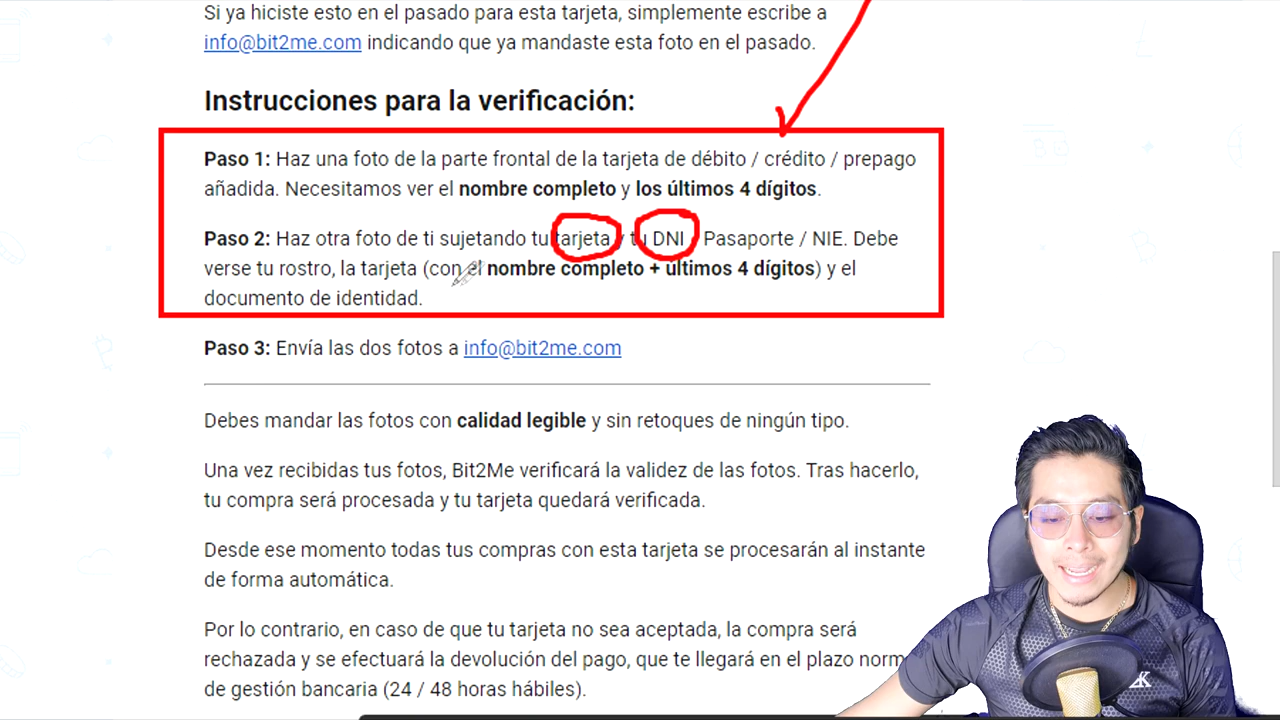 Si ya hiciste esto en el pasado para esta tarjeta, simplemente escribe a
info@bit2me.com indicando que ya mandaste esta foto en el pasado.
Instrucciones para la verificación:
Paso 1: Haz una foto de la parte frontal de la tarjeta de débito / crédito / prepago
añadida. Necesitamos ver el nombre completo y los últimos 4 dígitos.
Paso 2: Haz otra foto de ti sujetando tu tarjeta y tu DNI / Pasaporte / NIE. Debe
verse tu rostro, la tarjeta (con el nombre completo + últimos 4 dígitos) y el
documento de identidad.
Paso 3: Envía las dos fotos a info@bit2me.com
Debes mandar las fotos con calidad legible y sin retoques de ningún tipo.
Una vez recibidas tus fotos, Bit2Me verificará la validez de las fotos. Tras hacerlo,
tu compra será procesada y tu tarjeta quedará verificada.
Desde ese momento todas tus compras con esta tarjeta se procesarán al instante
de forma automática.
Por lo contrario, en caso de que tu tarjeta no sea aceptada, la compra será
rechazada y se efectuará la devolución del pago, que te llegará en el plazo norm
de gestión bancaria (24 / 48 horas hábiles).